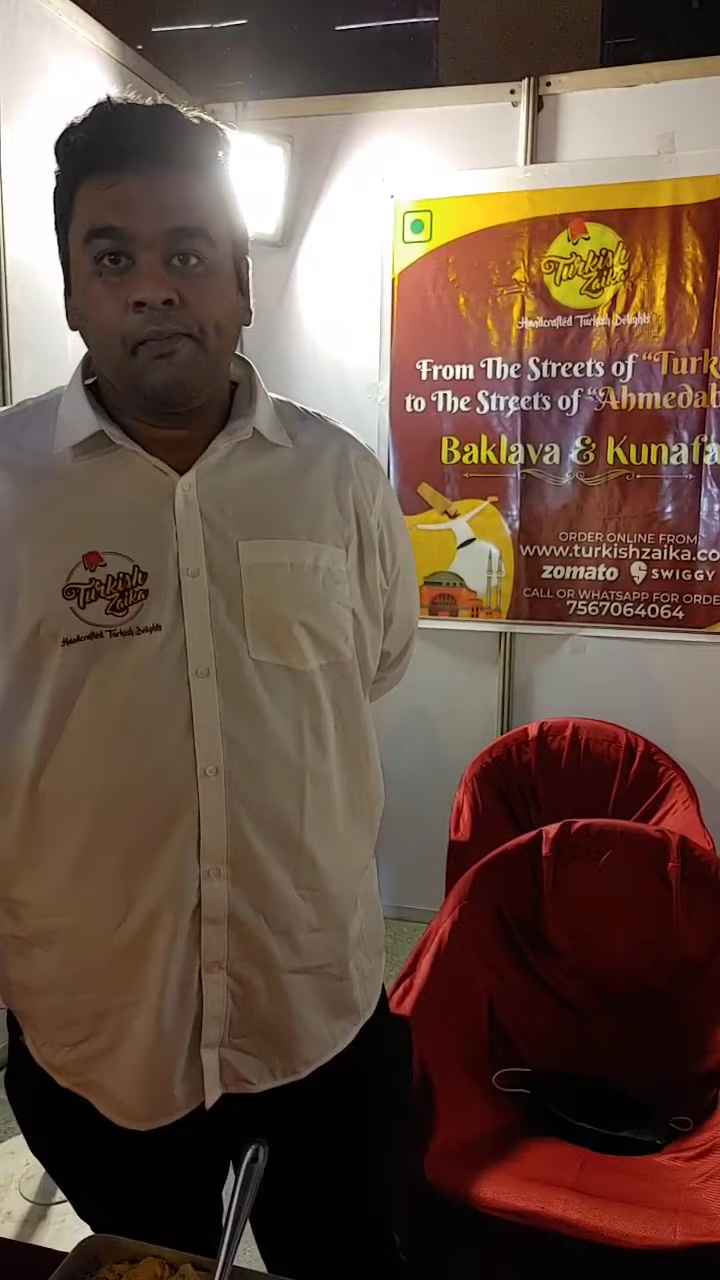 Turkish
Zaika
Handcrafted Turkish Delights
From The Streets of "Turk
to The Streets of "Ahmedab
Baklava & Kunafa
ORDER ONLINE FROM:
www.turkishzaika.co
zomato SWIGGY
CALL OR WHATSAPP FOR ORDE
7567064064
Turkish
Zaika
Handcrafted Turkish Delights